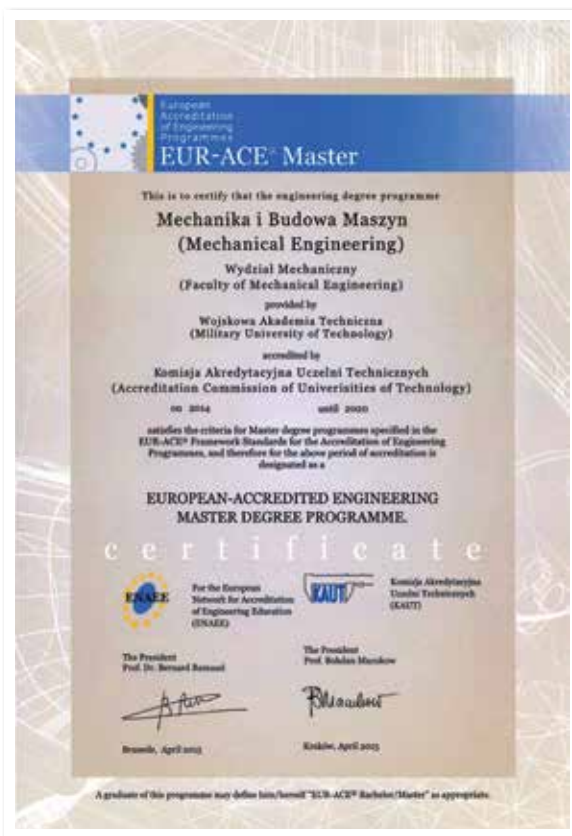 European
Accreditation
of Engineering
Programmes
EUR-ACE® Master
This is to certify that the engineering degree programme
Mechanika i Budowa Maszyn
(Mechanical Engineering)
Wydział Mechaniczny
(Faculty of Mechanical Engineering)
provided by
Wojskowa Akademia Techniczna
(Military University of Technology)
accredited by
Komisja Akredytacyjna Uczelni Technicznych
(Accreditation Commission of Univerisities of Technology)
on 2014 until 2020
satisfies the criteria for Master degree programmes specified in the
EUR-ACE® Framework Standards for the Accreditation of Engineering
Programmes, and therefore for the above period of accreditation is
designated as a
EUROPEAN-ACCREDITED ENGINEERING
MASTER DEGREE PROGRAMME.
certificate
ENAEE
For the European
Network for Accreditation
of Engineering Education
(ENAEE)
KAUT
Komisja Akredytacyjna
Uczelni Technicznych
(KAUT)
The President
Prof. Dr. Bernard Remaud
The President
Prof. Bohdan Macukow
Brussels, April 2015
Kraków, April 2015
A graduate of this programme may define him/herself "EUR-ACE® Bachelor/Master" as appropriate.